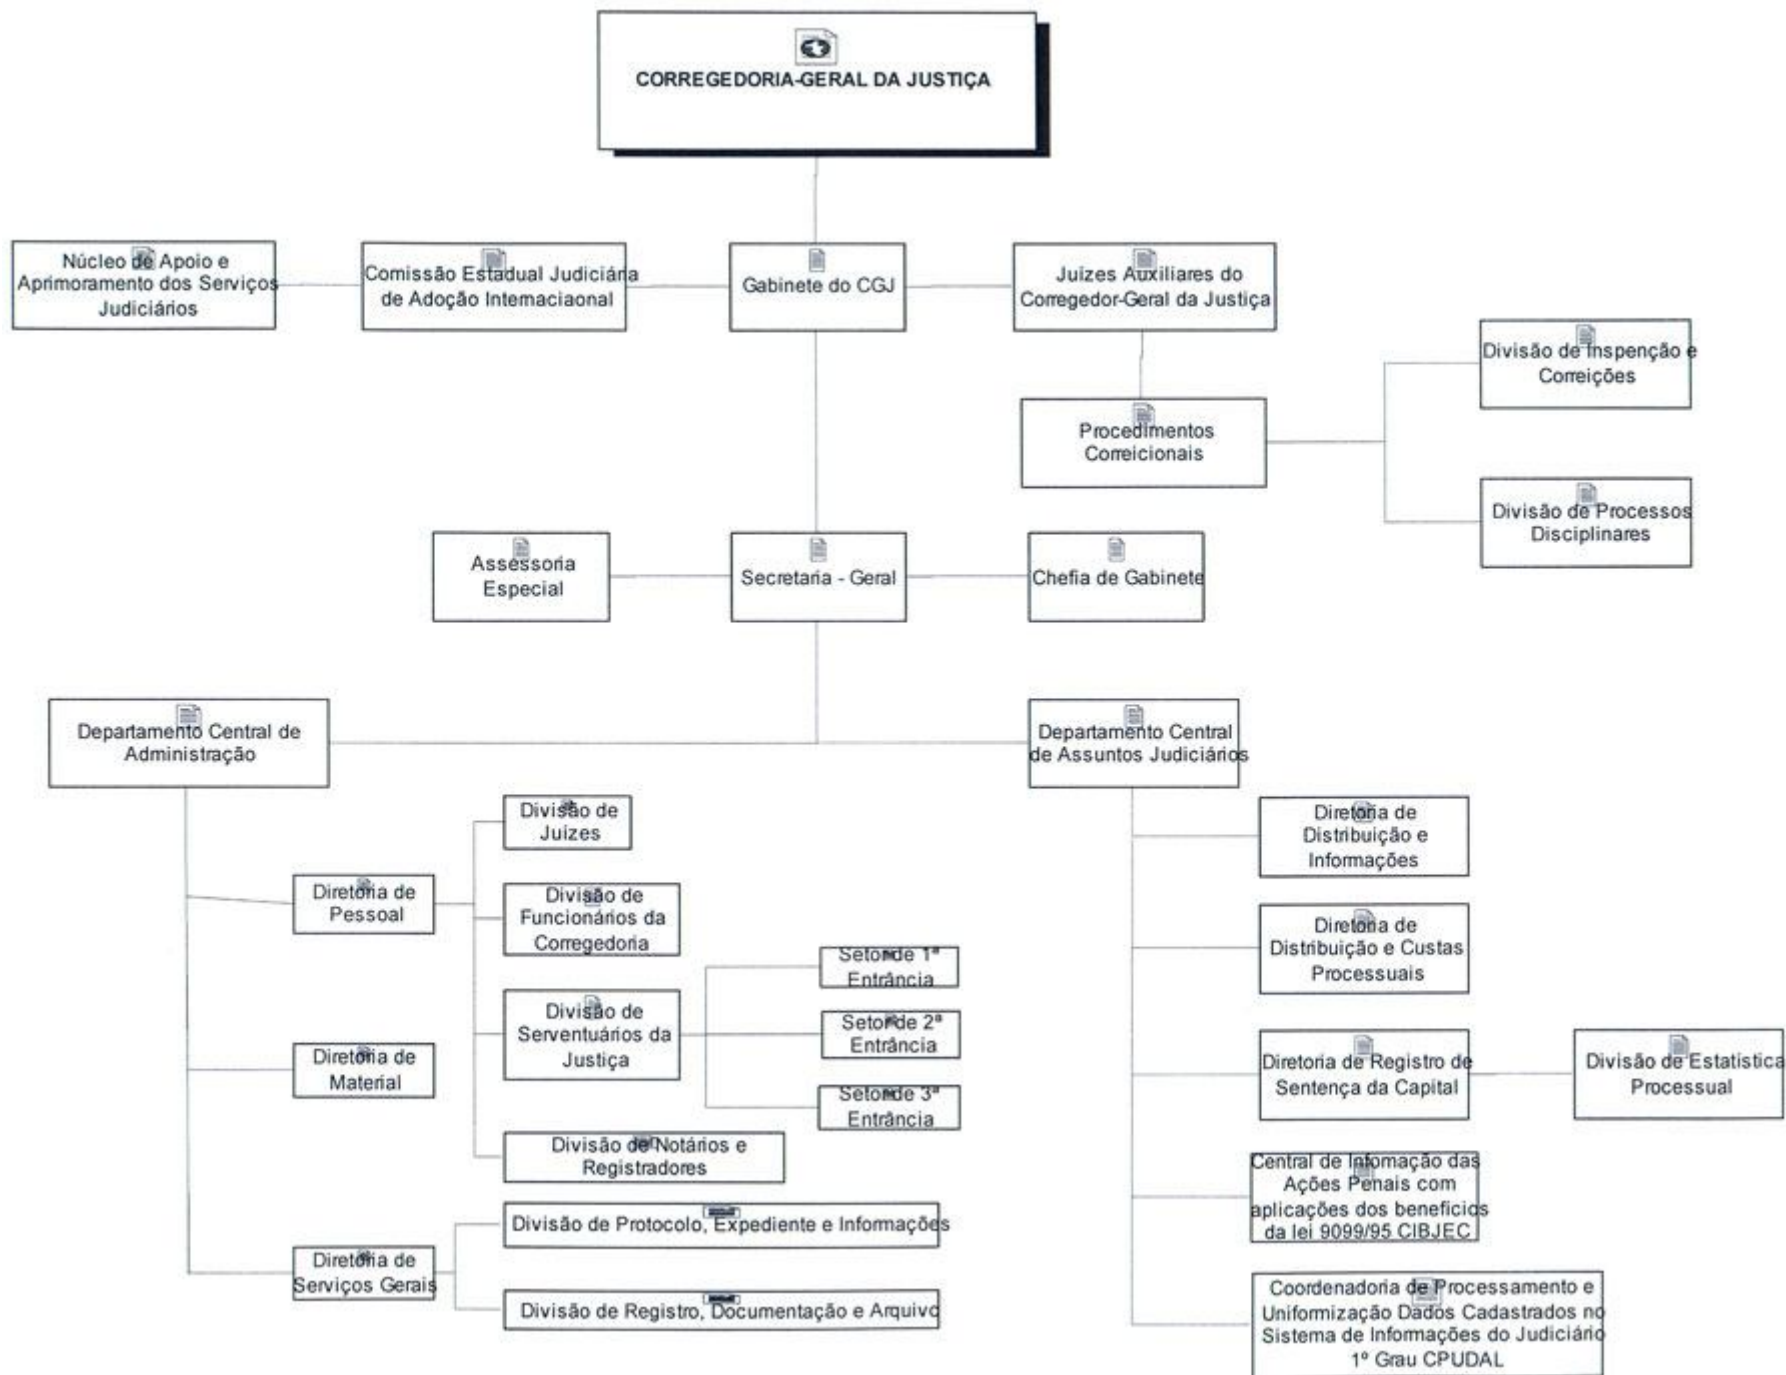 CORREGEDORIA-GERAL DA JUSTIÇA
Núcleo de Apoio e
Aprimoramento dos Serviços
Judiciários
Comissão Estadual Judiciária
de Adoção Internaciaonal
Gabinete do CGJ
Juízes Auxiliares do
Corregedor-Geral da Justiça
Divisão de Inspenção e
Correições
Procedimentos
Correicionais
Divisão de Processos
Disciplinares
Assessoria
Especial
Secretaria - Geral
Chefia de Gabinete
Departamento Central de
Administração
Departamento Central
de Assuntos Judiciários
Diretoria de
Pessoal
Divisão de
Juízes
Divisão de
Funcionários da
Corregedoria
Divisão de
Serventuários da
Justiça
Setor de 1ª
Entrância
Setor de 2ª
Entrância
Setor de 3ª
Entrância
Divisão de Notários e
Registradores
Diretoria de
Material
Diretoria de
Serviços Gerais
Divisão de Protocolo, Expediente e Informações
Divisão de Registro, Documentação e Arquivo
Diretoria de
Distribuição e
Informações
Diretoria de
Distribuição e Custas
Processuais
Diretoria de Registro de
Sentença da Capital
Divisão de Estatística
Processual
Central de Infomação das
Ações Penais com
aplicações dos benefícios
da lei 9099/95 CIBJEC
Coordenadoria de Processamento e
Uniformização Dados Cadastrados no
Sistema de Informações do Judiciário
1º Grau CPUDAL